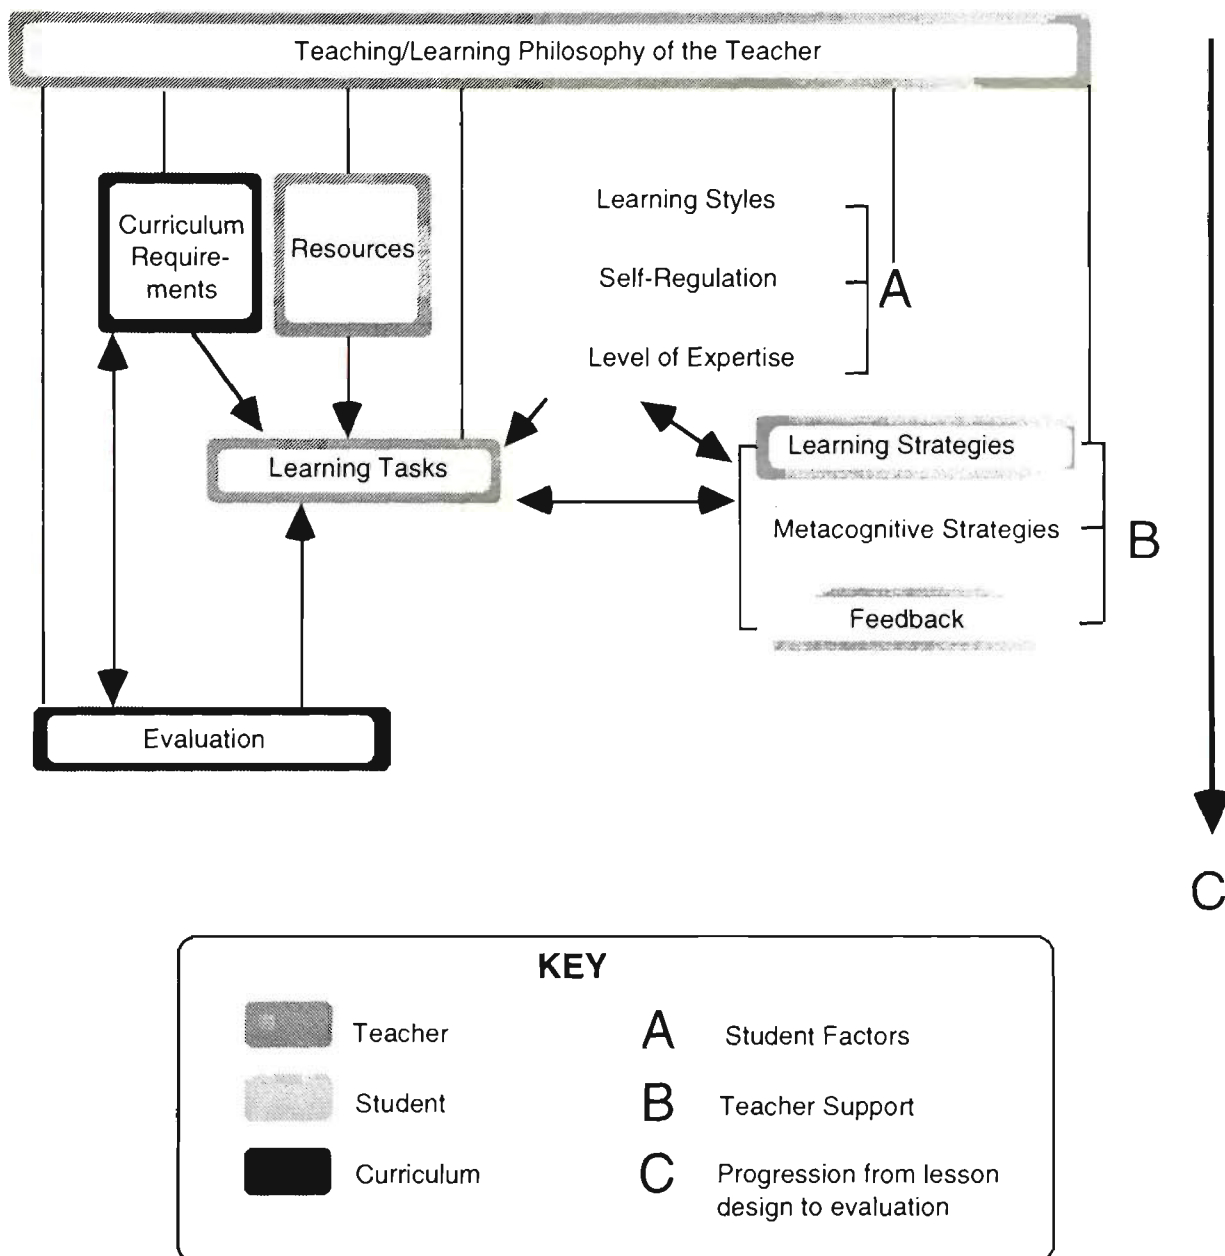 Teaching/Learning Philosophy of the Teacher
Curriculum
Require-
ments
Resources
Learning Styles
Self-Regulation
Level of Expertise
A
Learning Tasks
Learning Strategies
Metacognitive Strategies
Feedback
B
Evaluation
C
KEY
Teacher
Student
Curriculum
A Student Factors
B Teacher Support
C Progression from lesson
design to evaluation